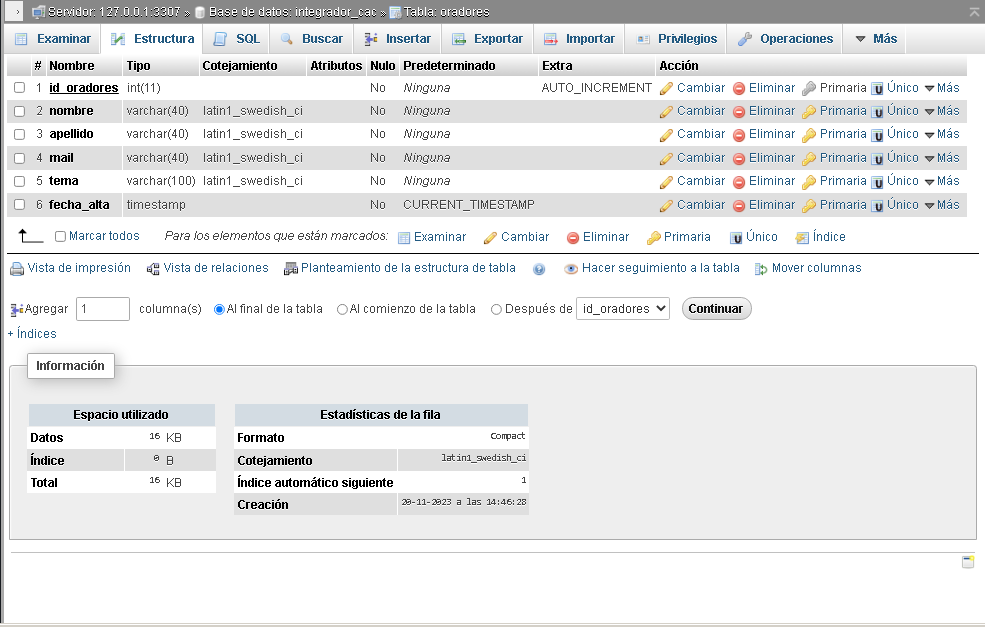 Servidor: 127.0.0.1:3307 » Base de datos: integrador_cac » Tabla: oradores
Examinar Estructura SQL Buscar Insertar Exportar Importar Privilegios Operaciones Más
# Nombre Tipo Cotejamiento Atributos Nulo Predeterminado Extra Acción
1 id_oradores int(11) No Ninguna AUTO_INCREMENT Cambiar Eliminar Primaria Único Más
2 nombre varchar(40) latin1_swedish_ci No Ninguna Cambiar Eliminar Primaria Único Más
3 apellido varchar(40) latin1_swedish_ci No Ninguna Cambiar Eliminar Primaria Único Más
4 mail varchar(40) latin1_swedish_ci No Ninguna Cambiar Eliminar Primaria Único Más
5 tema varchar(100) latin1_swedish_ci No Ninguna Cambiar Eliminar Primaria Único Más
6 fecha_alta timestamp No CURRENT_TIMESTAMP Cambiar Eliminar Primaria Único Más
Marcar todos Para los elementos que están marcados: Examinar Cambiar Eliminar Primaria Único Índice
Vista de impresión Vista de relaciones Planteamiento de la estructura de tabla Hacer seguimiento a la tabla Mover columnas
Agregar 1 columna(s) Al final de la tabla Al comienzo de la tabla Después de id_oradores Continuar
+ Índices
Información
Espacio utilizado
Datos 16 KB
Índice 0 B
Total 16 KB
Estadísticas de la fila
Formato Compact
Cotejamiento latin1_swedish_ci
Índice automático siguiente 1
Creación 20-11-2023 a las 14:46:28